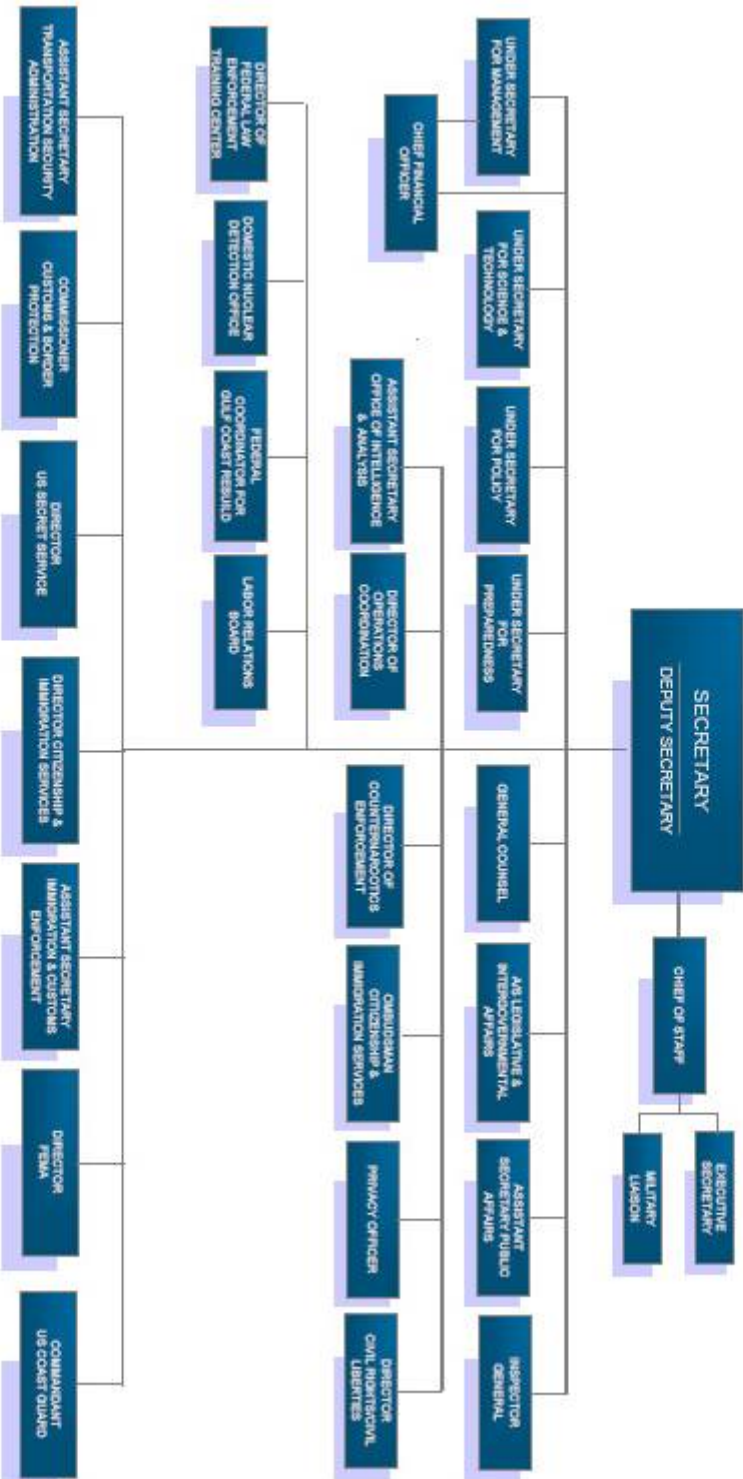 SECRETARY
DEPUTY SECRETARY
CHIEF OF STAFF
EXECUTIVE
SECRETARY
MILITARY
LIAISON
UNDER SECRETARY
FOR MANAGEMENT
CHIEF FINANCIAL
OFFICER
UNDER SECRETARY
FOR SCIENCE &
TECHNOLOGY
UNDER SECRETARY
FOR POLICY
UNDER SECRETARY
FOR
PREPAREDNESS
GENERAL COUNSEL
A/S LEGISLATIVE &
INTERGOVERNMENTAL
AFFAIRS
ASSISTANT
SECRETARY PUBLIC
AFFAIRS
INSPECTOR
GENERAL
ASSISTANT SECRETARY
OFFICE OF INTELLIGENCE
& ANALYSIS
DIRECTOR OF
OPERATIONS
COORDINATION
DIRECTOR OF
COUNTERNARCOTICS
ENFORCEMENT
OMBUDSMAN
CITIZENSHIP &
IMMIGRATION SERVICES
PRIVACY OFFICER
DIRECTOR
CIVIL RIGHTS/CIVIL
LIBERTIES
DIRECTOR OF
FEDERAL LAW
ENFORCEMENT
TRAINING CENTER
DOMESTIC NUCLEAR
DETECTION OFFICE
FEDERAL
COORDINATOR FOR
GULF COAST REBUILD
LABOR RELATIONS
BOARD
ASSISTANT SECRETARY
TRANSPORTATION SECURITY
ADMINISTRATION
COMMISSIONER
CUSTOMS & BORDER
PROTECTION
DIRECTOR
US SECRET SERVICE
DIRECTOR CITIZENSHIP &
IMMIGRATION SERVICES
ASSISTANT SECRETARY
IMMIGRATION & CUSTOMS
ENFORCEMENT
DIRECTOR
FEMA
COMMANDANT
US COAST GUARD